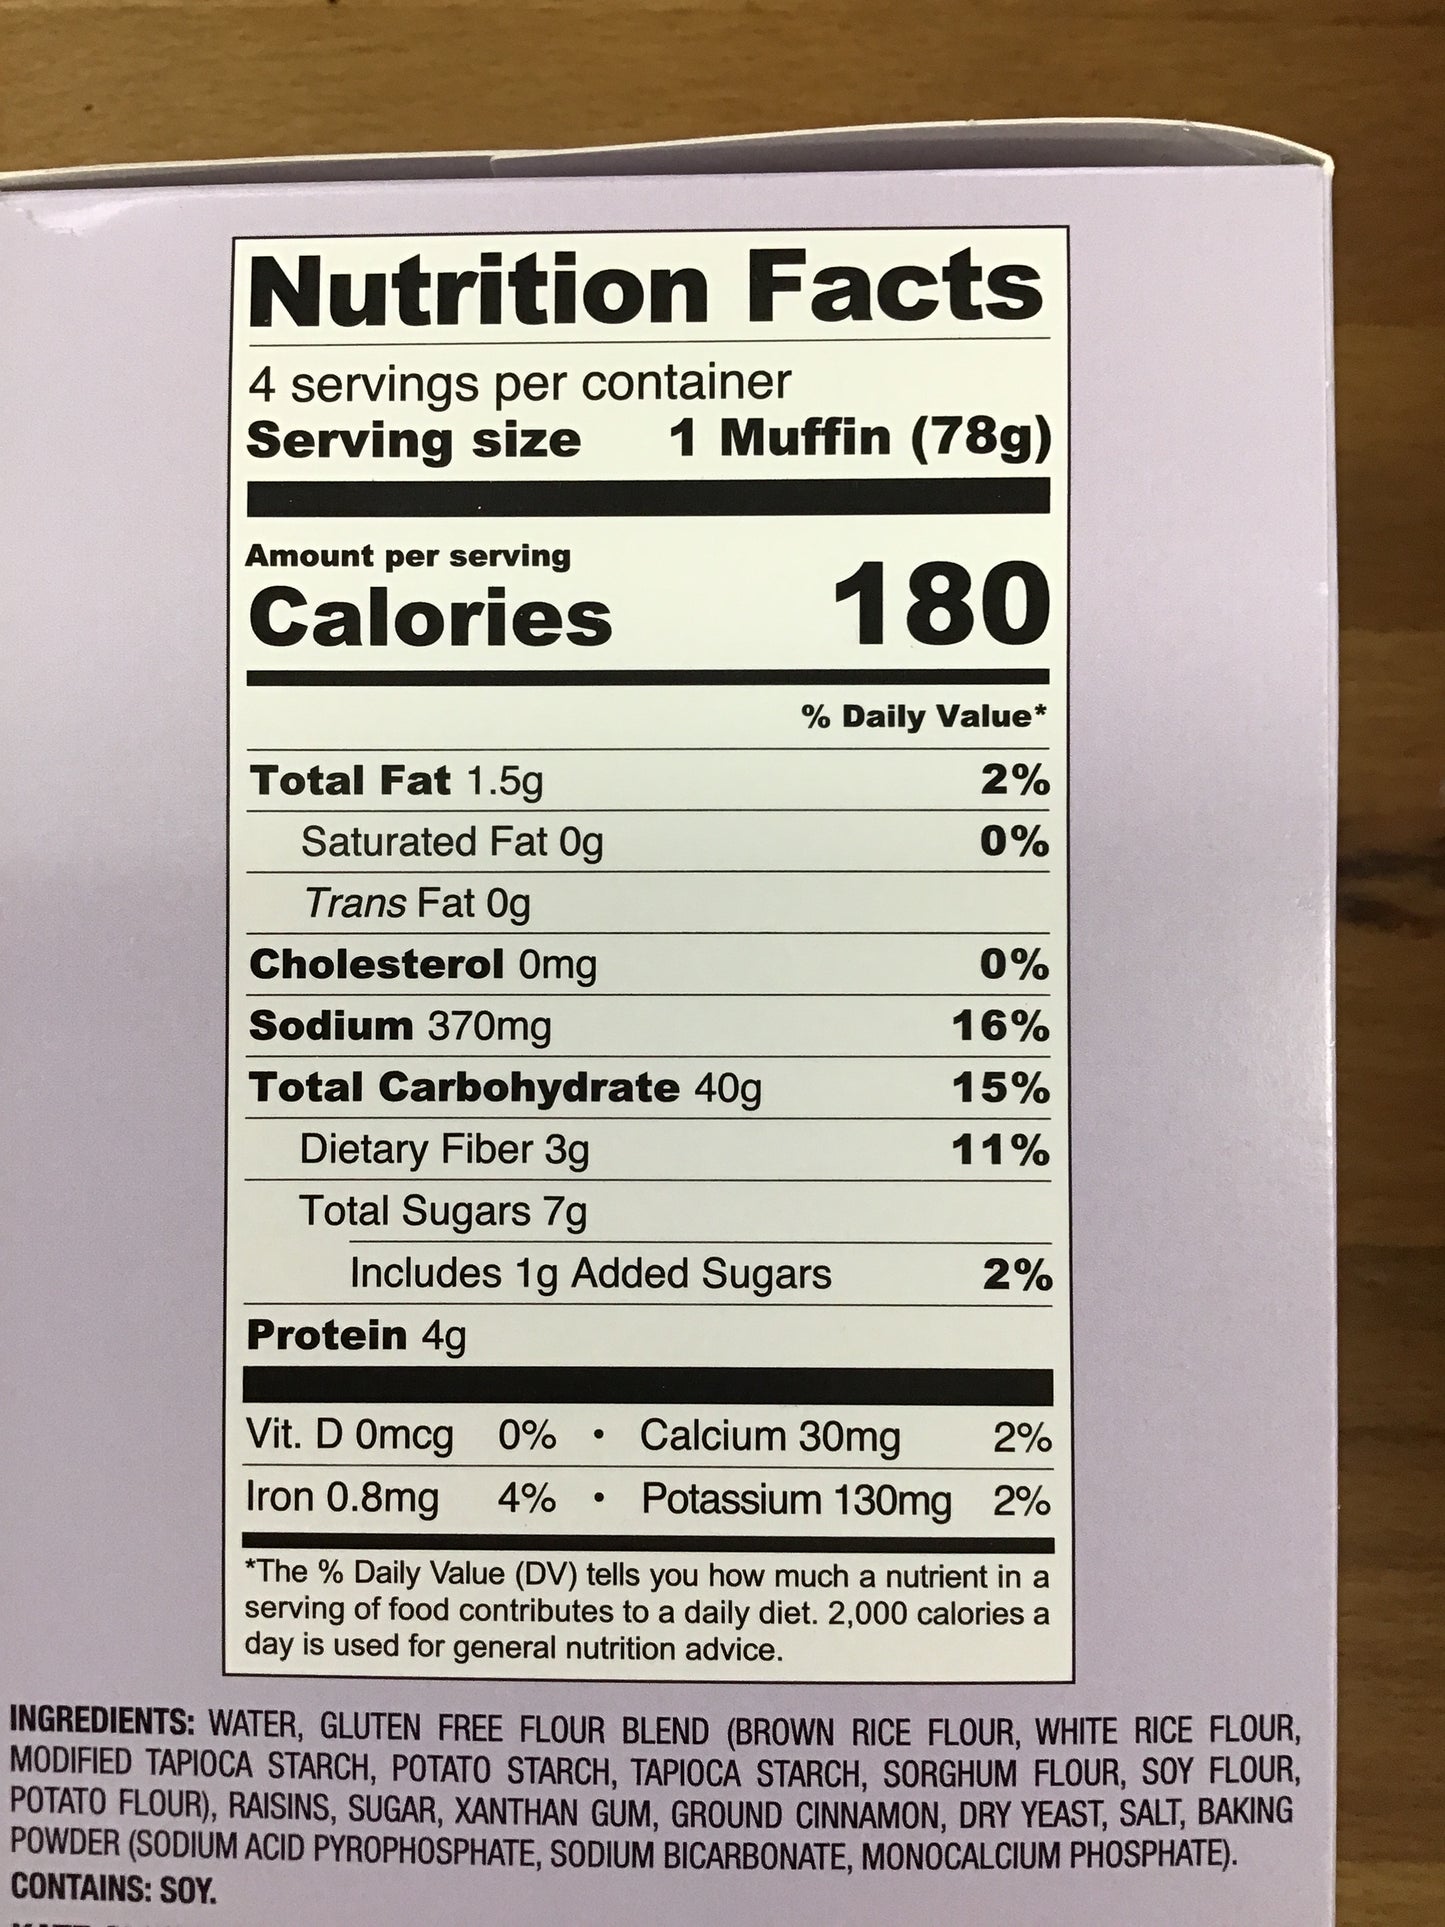 Nutrition Facts
4 servings per container
Serving size 1 Muffin (78g)
Amount per serving
Calories 180
% Daily Value*
Total Fat 1.5g 2%
Saturated Fat 0g 0%
Trans Fat 0g
Cholesterol 0mg 0%
Sodium 370mg 16%
Total Carbohydrate 40g 15%
Dietary Fiber 3g 11%
Total Sugars 7g
Includes 1g Added Sugars 2%
Protein 4g
Vit. D 0mcg 0% • Calcium 30mg 2%
Iron 0.8mg 4% • Potassium 130mg 2%
*The % Daily Value (DV) tells you how much a nutrient in a
serving of food contributes to a daily diet. 2,000 calories a
day is used for general nutrition advice.
INGREDIENTS: WATER, GLUTEN FREE FLOUR BLEND (BROWN RICE FLOUR, WHITE RICE FLOUR,
MODIFIED TAPIOCA STARCH, POTATO STARCH, TAPIOCA STARCH, SORGHUM FLOUR, SOY FLOUR,
POTATO FLOUR), RAISINS, SUGAR, XANTHAN GUM, GROUND CINNAMON, DRY YEAST, SALT, BAKING
POWDER (SODIUM ACID PYROPHOSPHATE, SODIUM BICARBONATE, MONOCALCIUM PHOSPHATE).
CONTAINS: SOY.